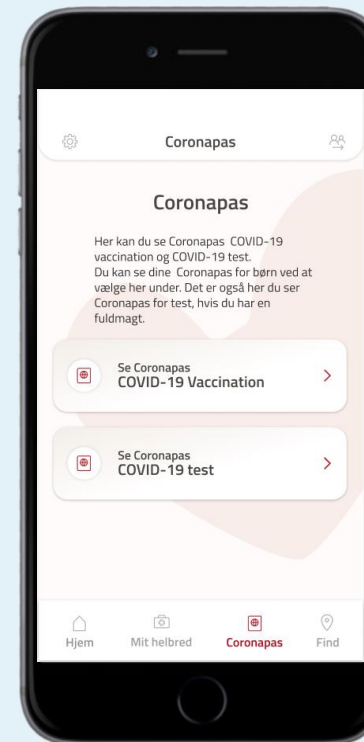 Coronapas
Coronapas
Her kan du se Coronapas COVID-19
vaccination og COVID-19 test.
Du kan se dine Coronapas for børn ved at
vælge her under. Det er også her du ser
Coronapas for test, hvis du har en
fuldmagt.
Se Coronapas
COVID-19 Vaccination
Se Coronapas
COVID-19 test
Hjem Mit helbred Coronapas Find